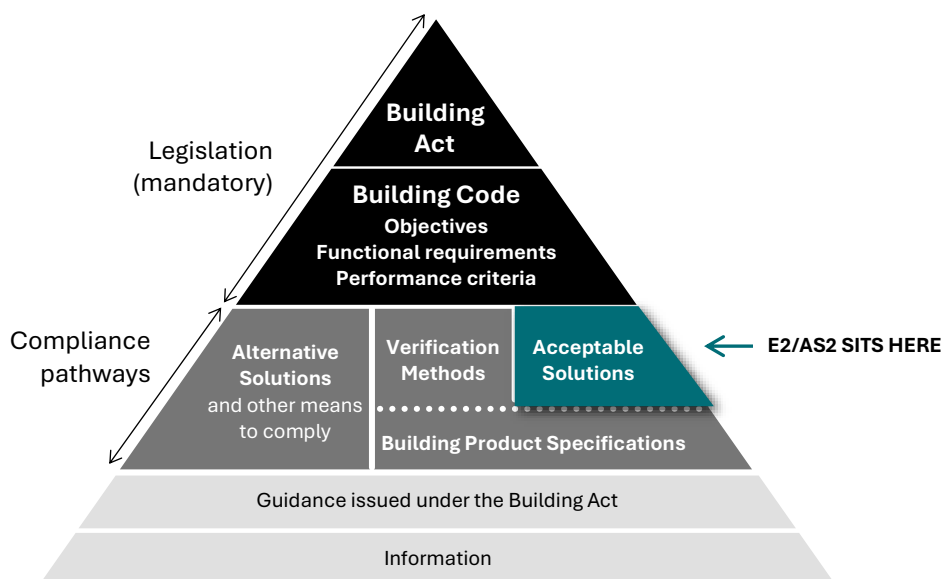 Building
Act
Legislation
(mandatory)
Building Code
Objectives
Functional requirements
Performance criteria
Compliance
pathways
Alternative
Solutions
and other means
to comply
Verification
Methods
Acceptable
Solutions
E2/AS2 SITS HERE
Building Product Specifications
Guidance issued under the Building Act
Information